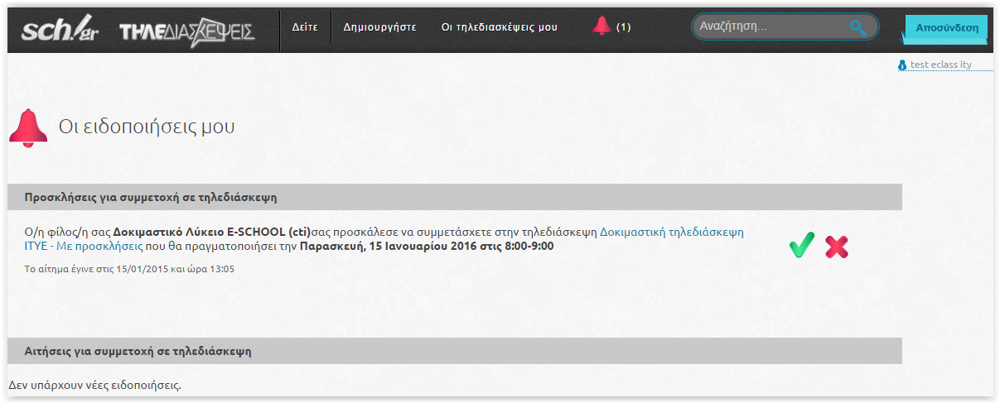 sch.gr ΤΗΛΕΔΙΑΣΚΕΨΕΙΣ Δείτε Δημιουργήστε Οι τηλεδιασκέψεις μου (1) Αναζήτηση... Αποσύνδεση
test eclass ity
Οι ειδοποιήσεις μου
Προσκλήσεις για συμμετοχή σε τηλεδιάσκεψη
Ο/η φίλος/η σας Δοκιμαστικό Λύκειο E-SCHOOL (cti)σας προσκάλεσε να συμμετάσχετε στην τηλεδιάσκεψη Δοκιμαστική τηλεδιάσκεψη
ΙΤΥΕ - Με προσκλήσεις που θα πραγματοποιήσει την Παρασκευή, 15 Ιανουαρίου 2016 στις 8:00-9:00
Το αίτημα έγινε στις 15/01/2015 και ώρα 13:05
Αιτήσεις για συμμετοχή σε τηλεδιάσκεψη
Δεν υπάρχουν νέες ειδοποιήσεις.